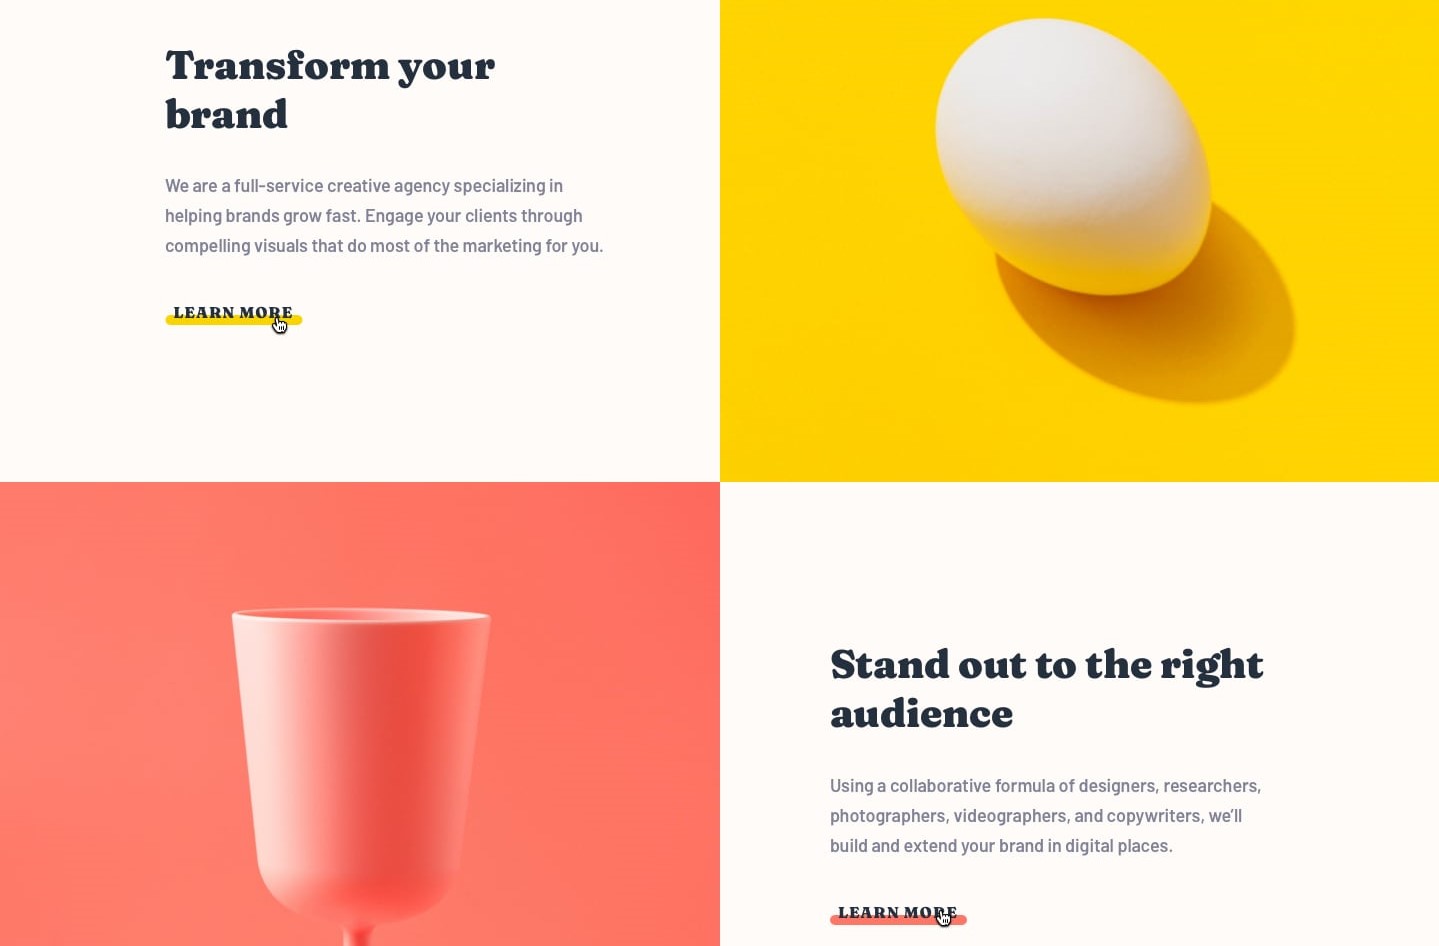 Transform your
brand
We are a full-service creative agency specializing in
helping brands grow fast. Engage your clients through
compelling visuals that do most of the marketing for you.
LEARN MORE
Stand out to the right
audience
Using a collaborative formula of designers, researchers,
photographers, videographers, and copywriters, we’ll
build and extend your brand in digital places.
LEARN MORE